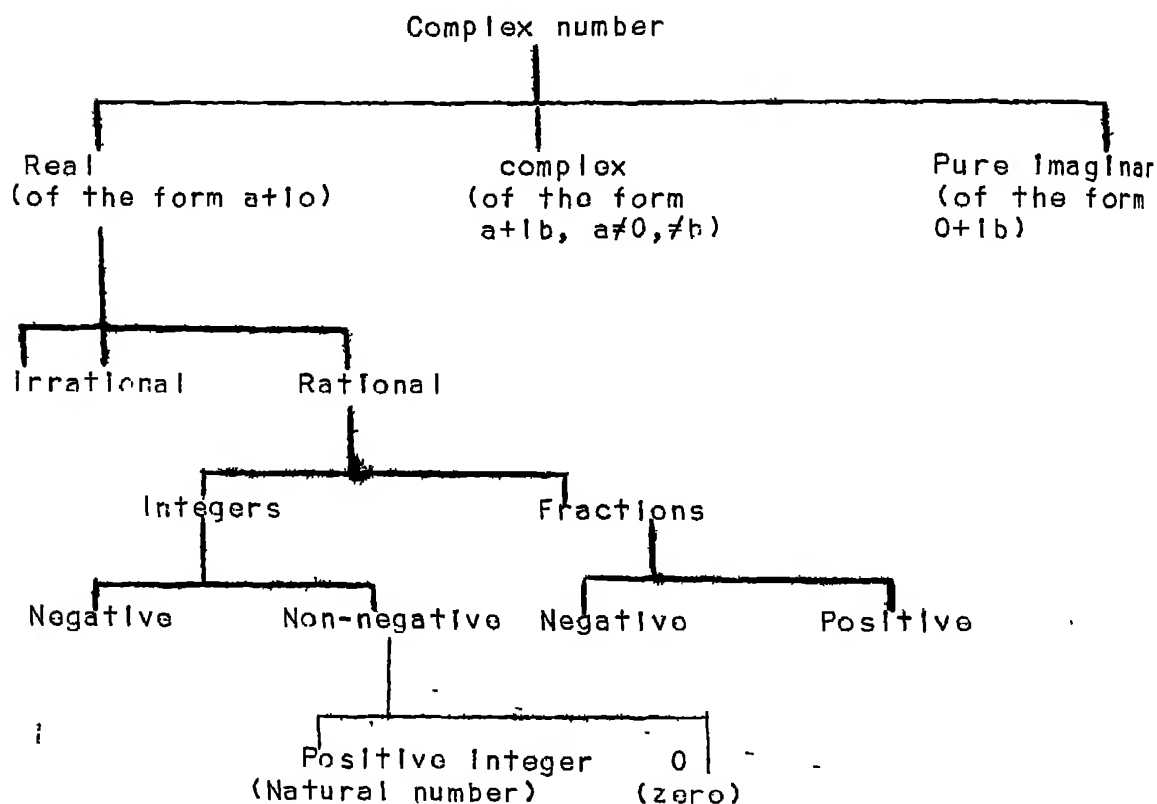 Complex number
Real complex Pure imaginar
(of the form a+io) (of the form (of the form
a+ib, a≠0,≠b) 0+ib)
Irrational Rational
Integers Fractions
Negative Non-negative Negative Positive
Positive integer 0
(Natural number) (zero)